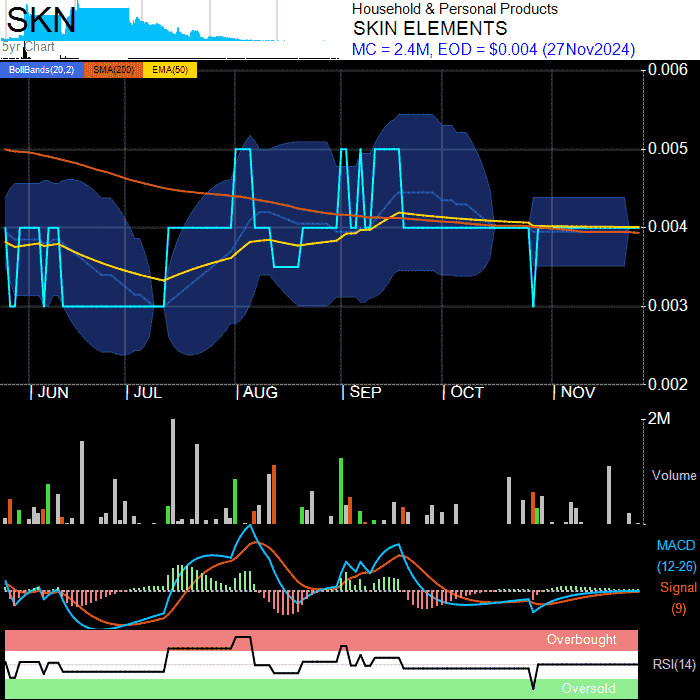 SKN
5yr Chart
Household & Personal Products
SKIN ELEMENTS
MC = 2.4M, EOD = $0.004 (27Nov2024)
BollBands(20,2) SMA(200) EMA(50)
0.006
0.005
0.004
0.003
0.002
JUN JUL AUG SEP OCT NOV
2M
Volume
MACD
(12-26)
Signal
(9)
Overbought
RSI(14)
Oversold